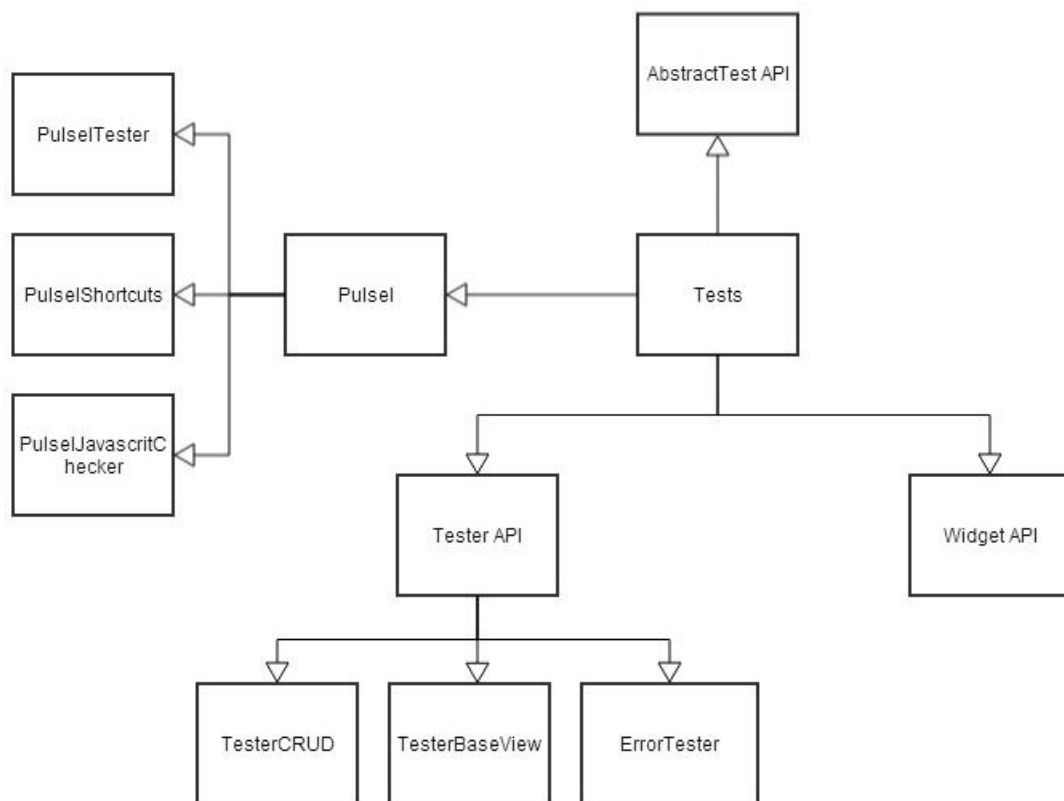 AbstractTest API
PulselTester
PulselShortcuts
Pulsel
Tests
PulselJavascritC
hecker
Tester API
Widget API
TesterCRUD
TesterBaseView
ErrorTester